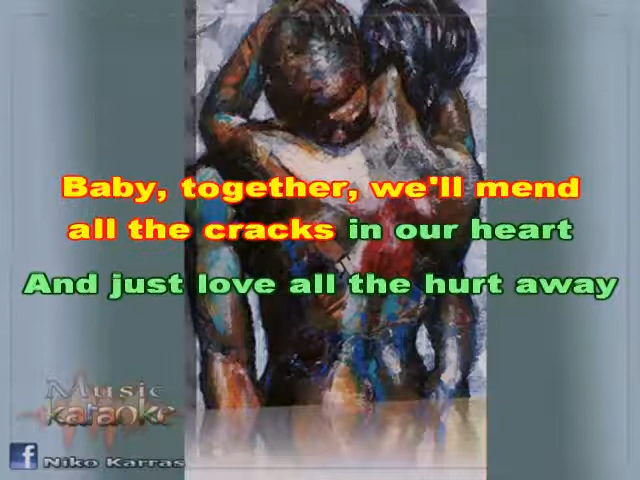 Baby, together, we'll mend
all the cracks in our heart
And just love all the hurt away
Music
karaoke
f Niko Karras